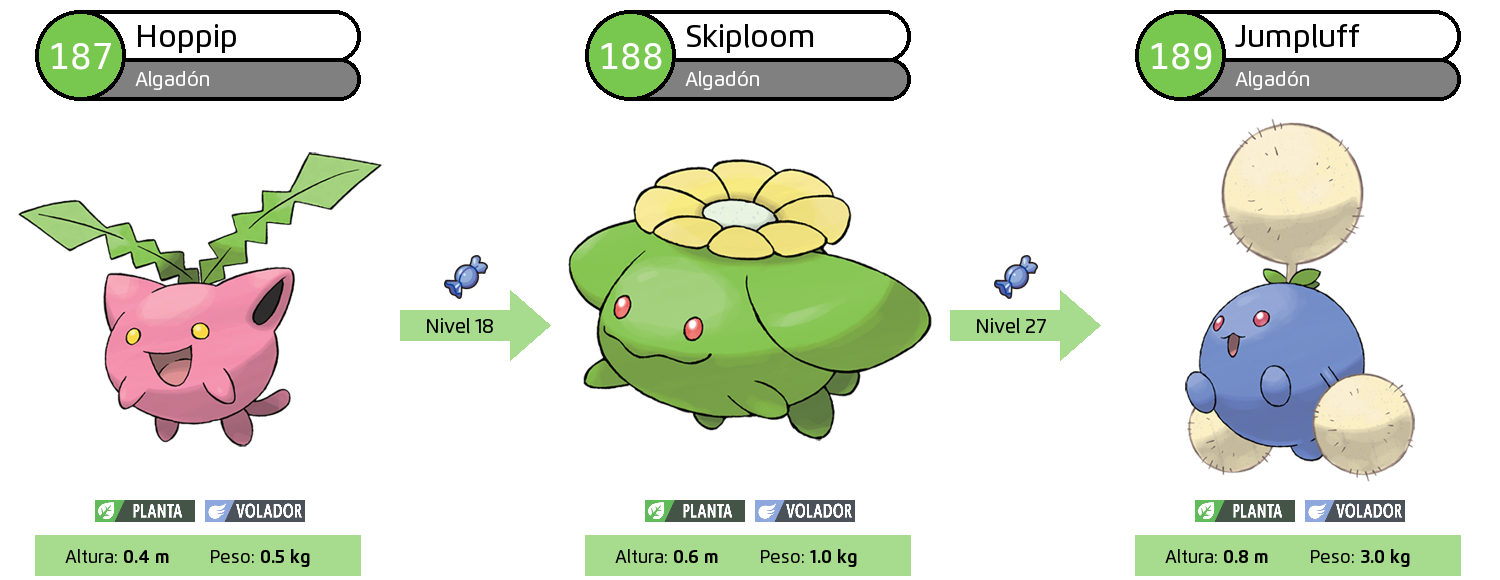 187 Hoppip
Algadón
188 Skiploom
Algadón
189 Jumpluff
Algadón
Nivel 18
Nivel 27
PLANTA VOLADOR
PLANTA VOLADOR
PLANTA VOLADOR
Altura: 0.4 m Peso: 0.5 kg
Altura: 0.6 m Peso: 1.0 kg
Altura: 0.8 m Peso: 3.0 kg